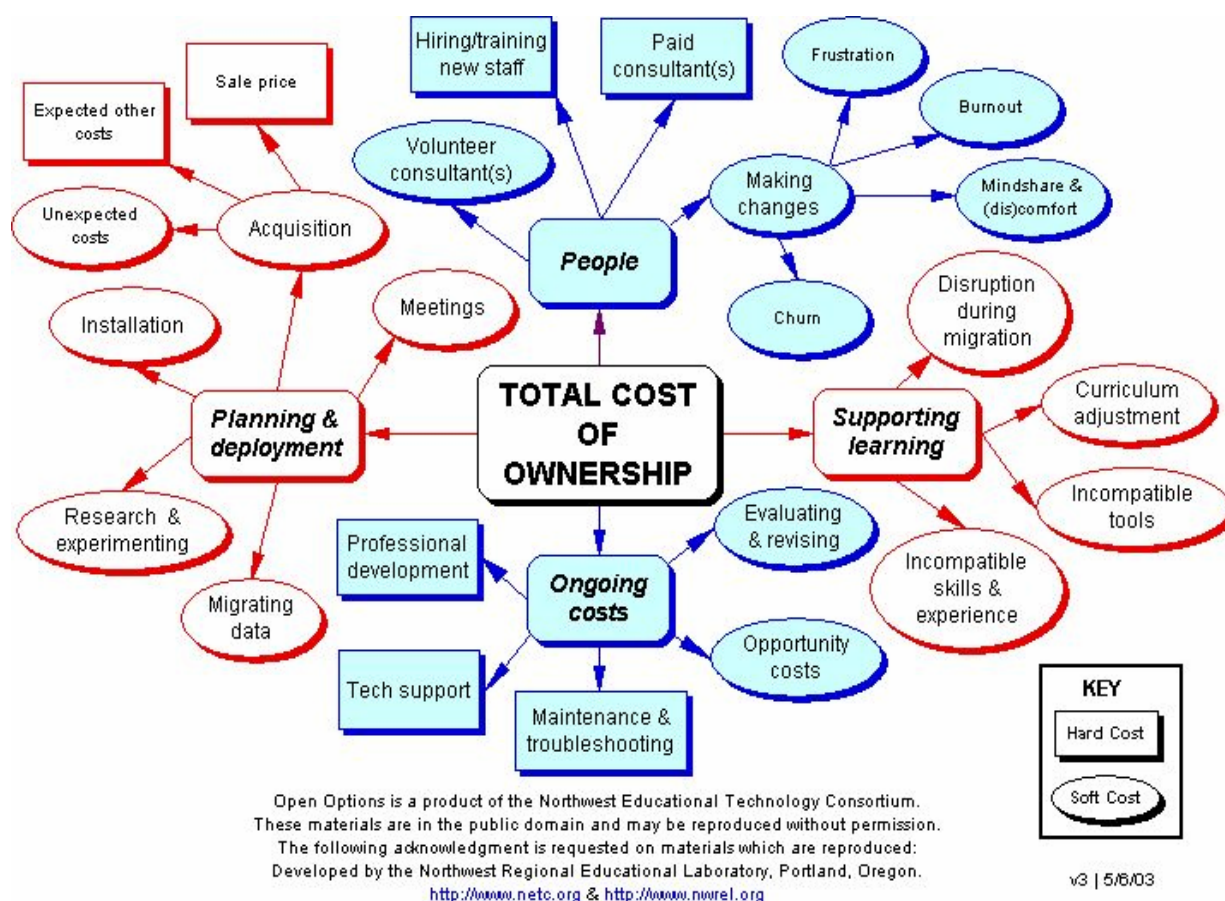 Hiring/training
new staff
Paid
consultant(s)
Frustration
Sale price
Burnout
Expected other
costs
Volunteer
consultant(s)
Making
changes
Mindshare &
(dis)comfort
Unexpected
costs
Acquisition
People
Disruption
during
migration
Meetings
Installation
Churn
TOTAL COST
OF
OWNERSHIP
Planning &
deployment
Supporting
learning
Curriculum
adjustment
Incompatible
tools
Research &
experimenting
Professional
development
Evaluating
& revising
Ongoing
costs
Incompatible
skills &
experience
Migrating
data
Opportunity
costs
Tech support
Maintenance &
troubleshooting
KEY
Hard Cost
Soft Cost
Open Options is a product of the Northwest Educational Technology Consortium.
These materials are in the public domain and may be reproduced without permission.
The following acknowledgment is requested on materials which are reproduced:
Developed by the Northwest Regional Educational Laboratory, Portland, Oregon.
http://www.netc.org & http://www.nwrel.org
v3 | 5/6/03